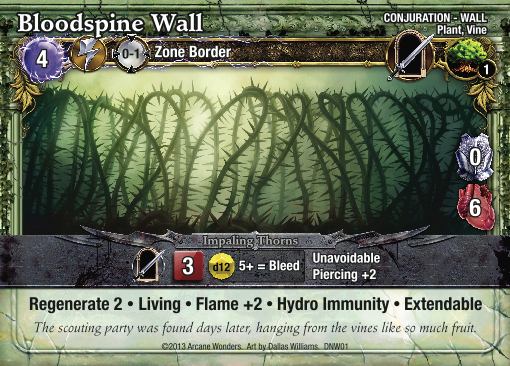 Bloodspine Wall
CONJURATION - WALL
Plant, Vine
4
0-1
Zone Border
1
0
6
Impaling Thorns
3
d12
5+ = Bleed
Unavoidable
Piercing +2
Regenerate 2 • Living • Flame +2 • Hydro Immunity • Extendable
The scouting party was found days later, hanging from the vines like so much fruit.
©2013 Arcane Wonders. Art by Dallas Williams. DNW01